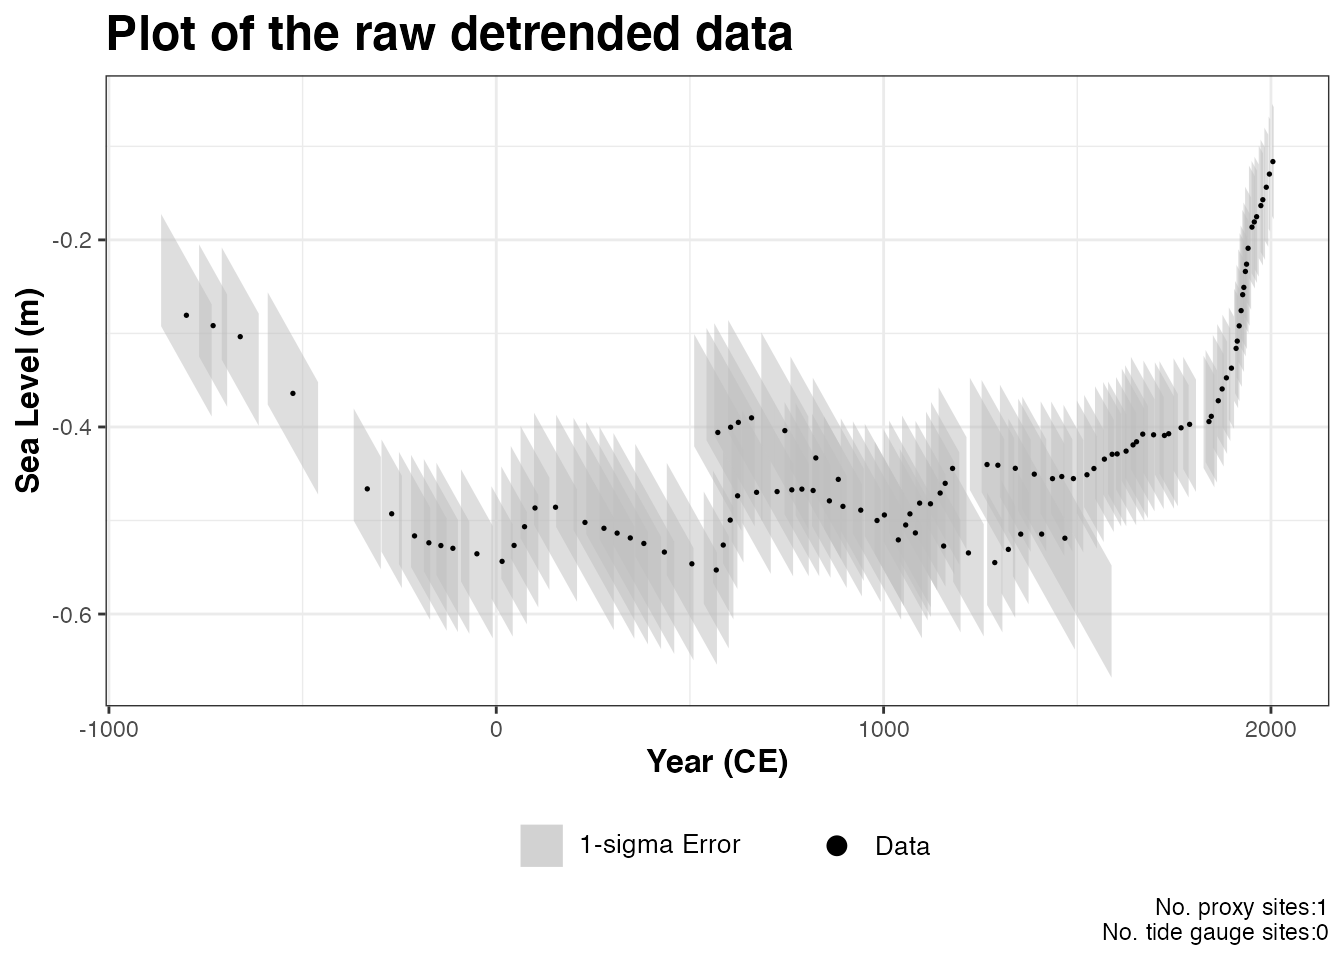 Plot of the raw detrended data
Sea Level (m)
-0.2
-0.4
-0.6
-1000
0
1000
2000
Year (CE)
1-sigma Error
Data
No. proxy sites:1
No. tide gauge sites:0